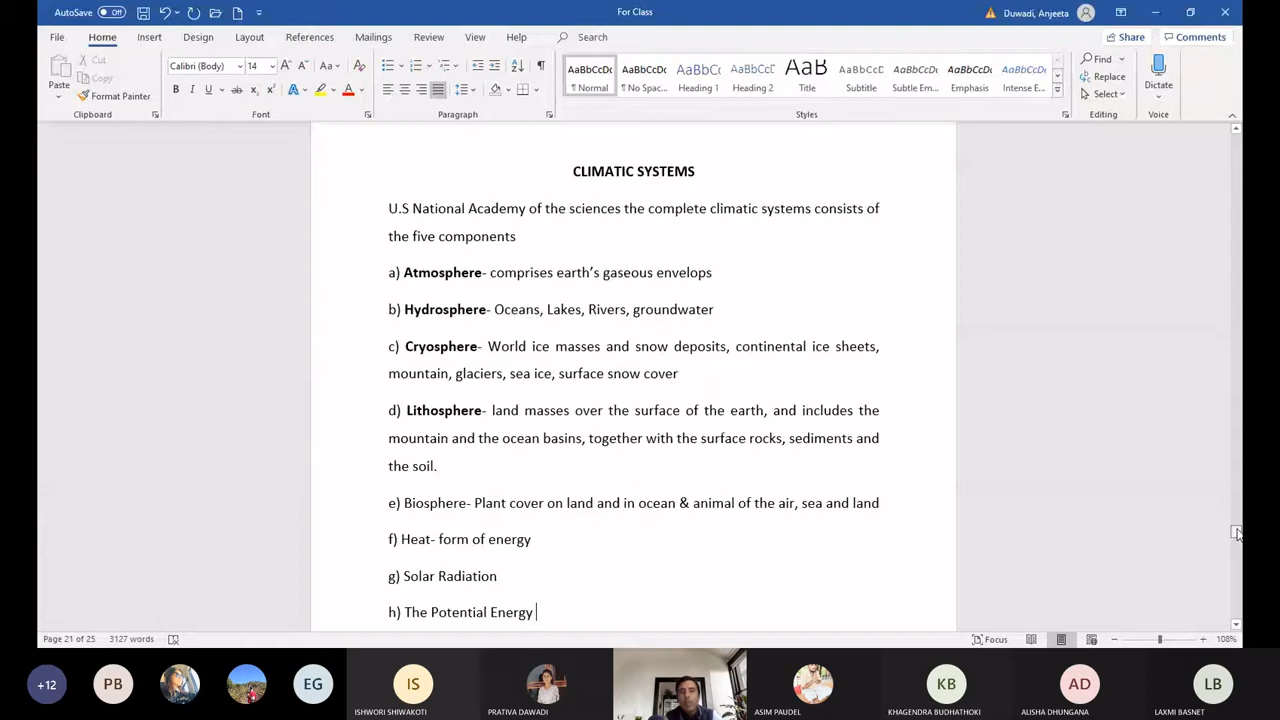 AutoSave Off
For Class
Duwadi, Anjeeta
File Home Insert Design Layout References Mailings Review View Help Search
Share Comments
Paste
Cut
Copy
Format Painter
Clipboard
Calibri (Body) 14
Font
Paragraph
AaBbCcDc AaBbCcDc AaBbCc AaBbCcD AaB AaBbCcD AaBbCcDc AaBbCcDc AaBbCcDc
¶ Normal ¶ No Spac... Heading 1 Heading 2 Title Subtitle Subtle Em... Emphasis Intense E...
Styles
Find
Replace
Select
Editing
Dictate
Voice
CLIMATIC SYSTEMS
U.S National Academy of the sciences the complete climatic systems consists of
the five components
a) Atmosphere- comprises earth’s gaseous envelops
b) Hydrosphere- Oceans, Lakes, Rivers, groundwater
c) Cryosphere- World ice masses and snow deposits, continental ice sheets,
mountain, glaciers, sea ice, surface snow cover
d) Lithosphere- land masses over the surface of the earth, and includes the
mountain and the ocean basins, together with the surface rocks, sediments and
the soil.
e) Biosphere- Plant cover on land and in ocean & animal of the air, sea and land
f) Heat- form of energy
g) Solar Radiation
h) The Potential Energy
Page 21 of 25 3127 words
Focus
108%
+12 PB EG IS KB AD LB
ISHWORI SHIWAKOTI PRATIVA DAWADI ASIM PAUDEL KHAGENDRA BUDHATHOKI ALISHA DHUNGANA LAXMI BASNET